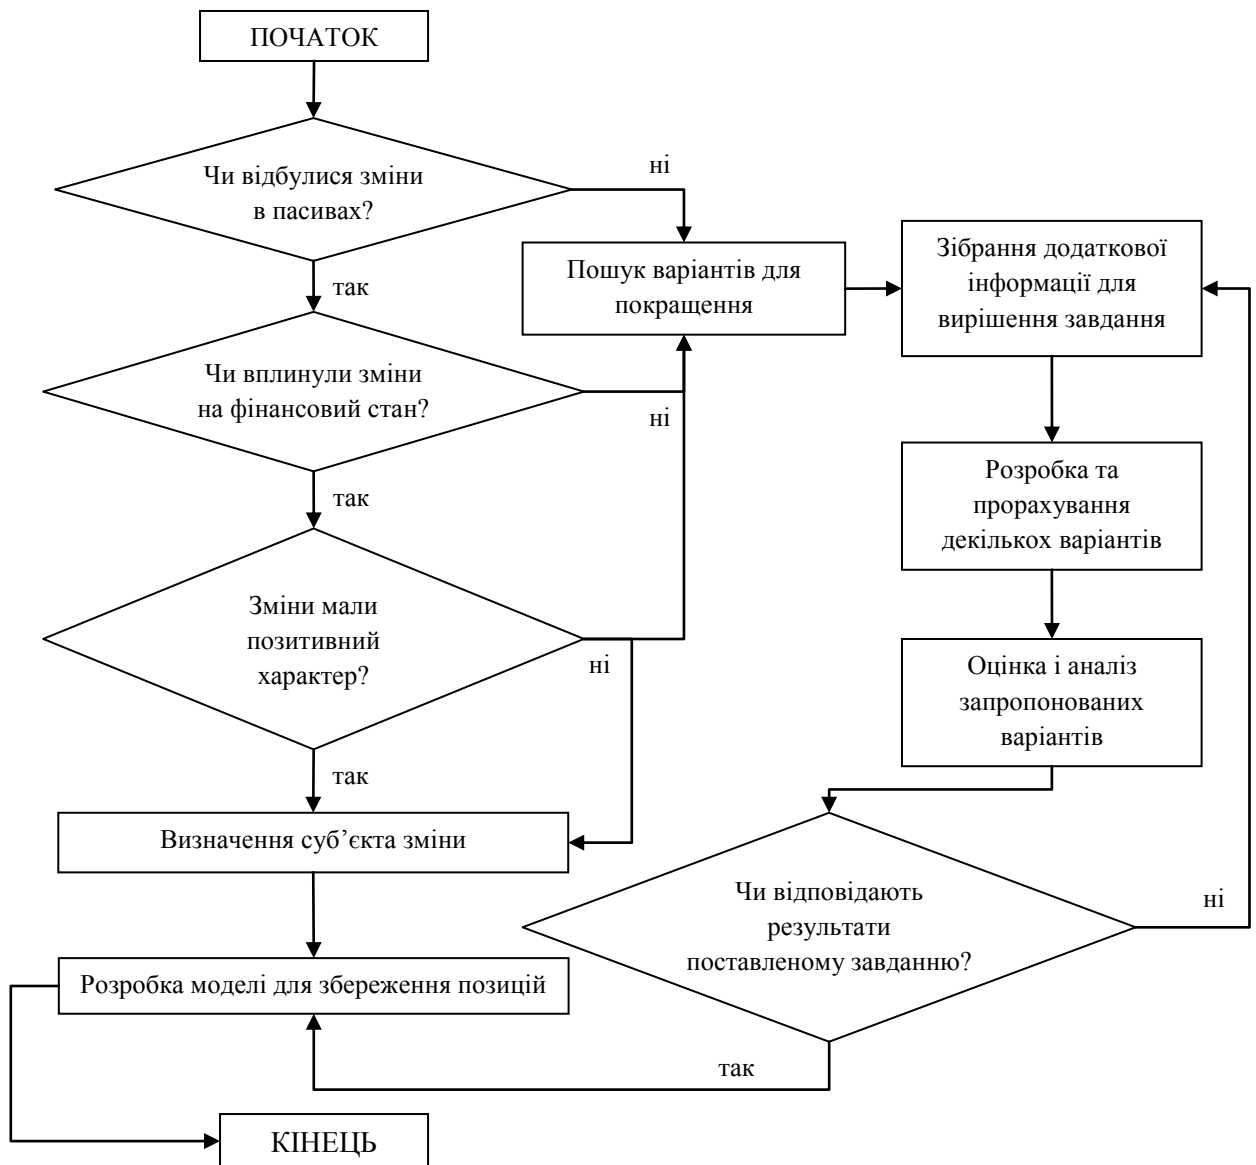 ПОЧАТОК
Чи відбулися зміни
в пасивах?
ні
так
Пошук варіантів для
покращення
Зібрання додаткової
інформації для
вирішення завдання
Чи вплинули зміни
на фінансовий стан?
ні
так
Розробка та
прорахування
декількох варіантів
Зміни мали
позитивний
характер?
ні
так
Оцінка і аналіз
запропонованих
варіантів
Визначення суб’єкта зміни
Чи відповідають
результати
поставленому завданню?
ні
так
Розробка моделі для збереження позицій
КІНЕЦЬ